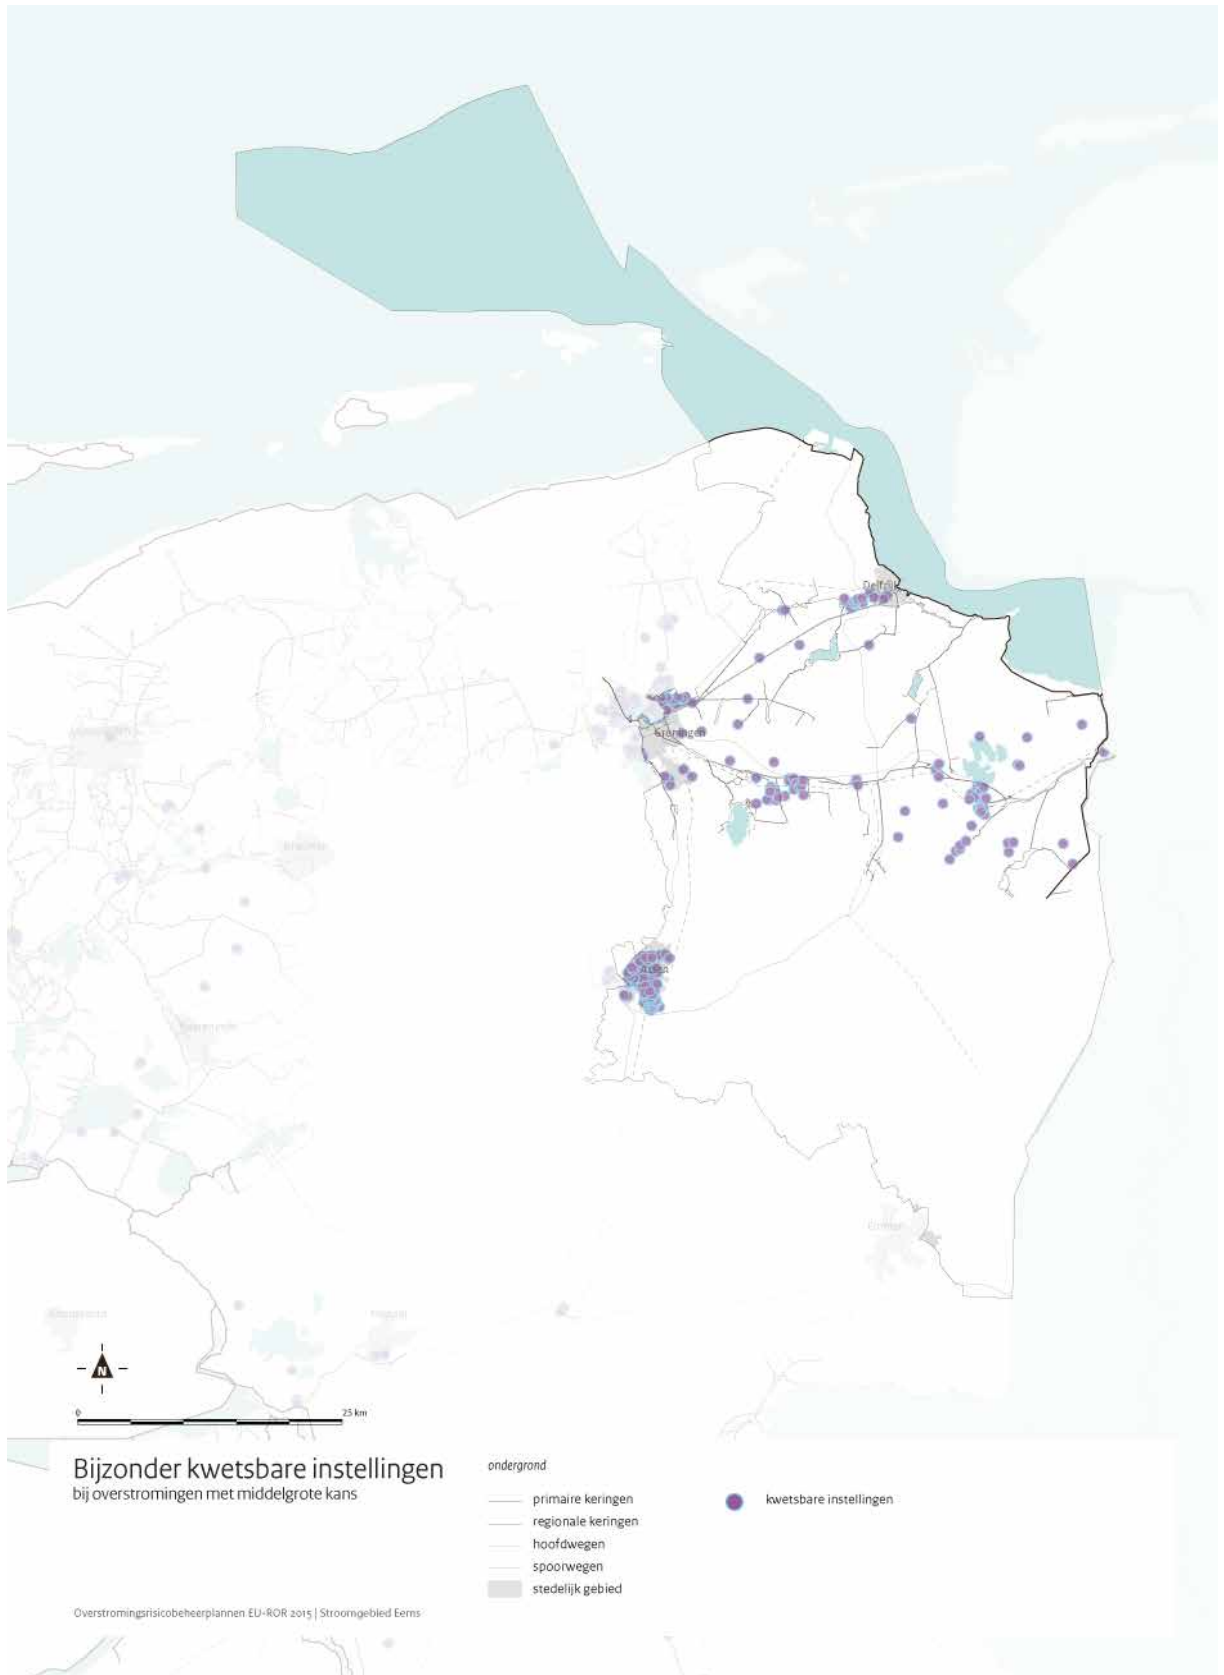 Delfzijl
Groningen
Assen
Emmen
N
0
25 km
Bijzonder kwetsbare instellingen
bij overstromingen met middelgrote kans
ondergrond
primaire keringen
regionale keringen
hoofdwegen
spoorwegen
stedelijk gebied
kwetsbare instellingen
Overstromingsrisicobeheerplannen EU-ROR 2015 | Stroomgebied Eems